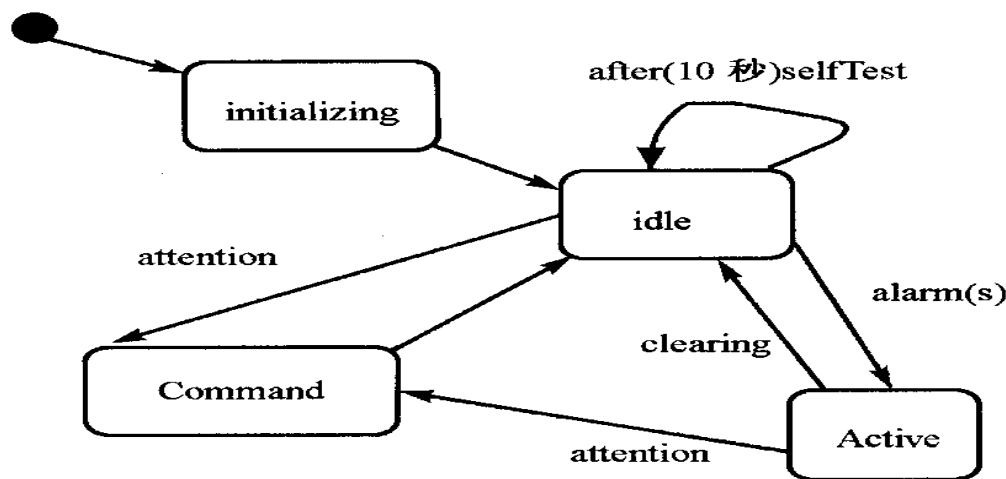 after(10 秒)selfTest
initializing
idle
attention
alarm(s)
clearing
Command
Active
attention